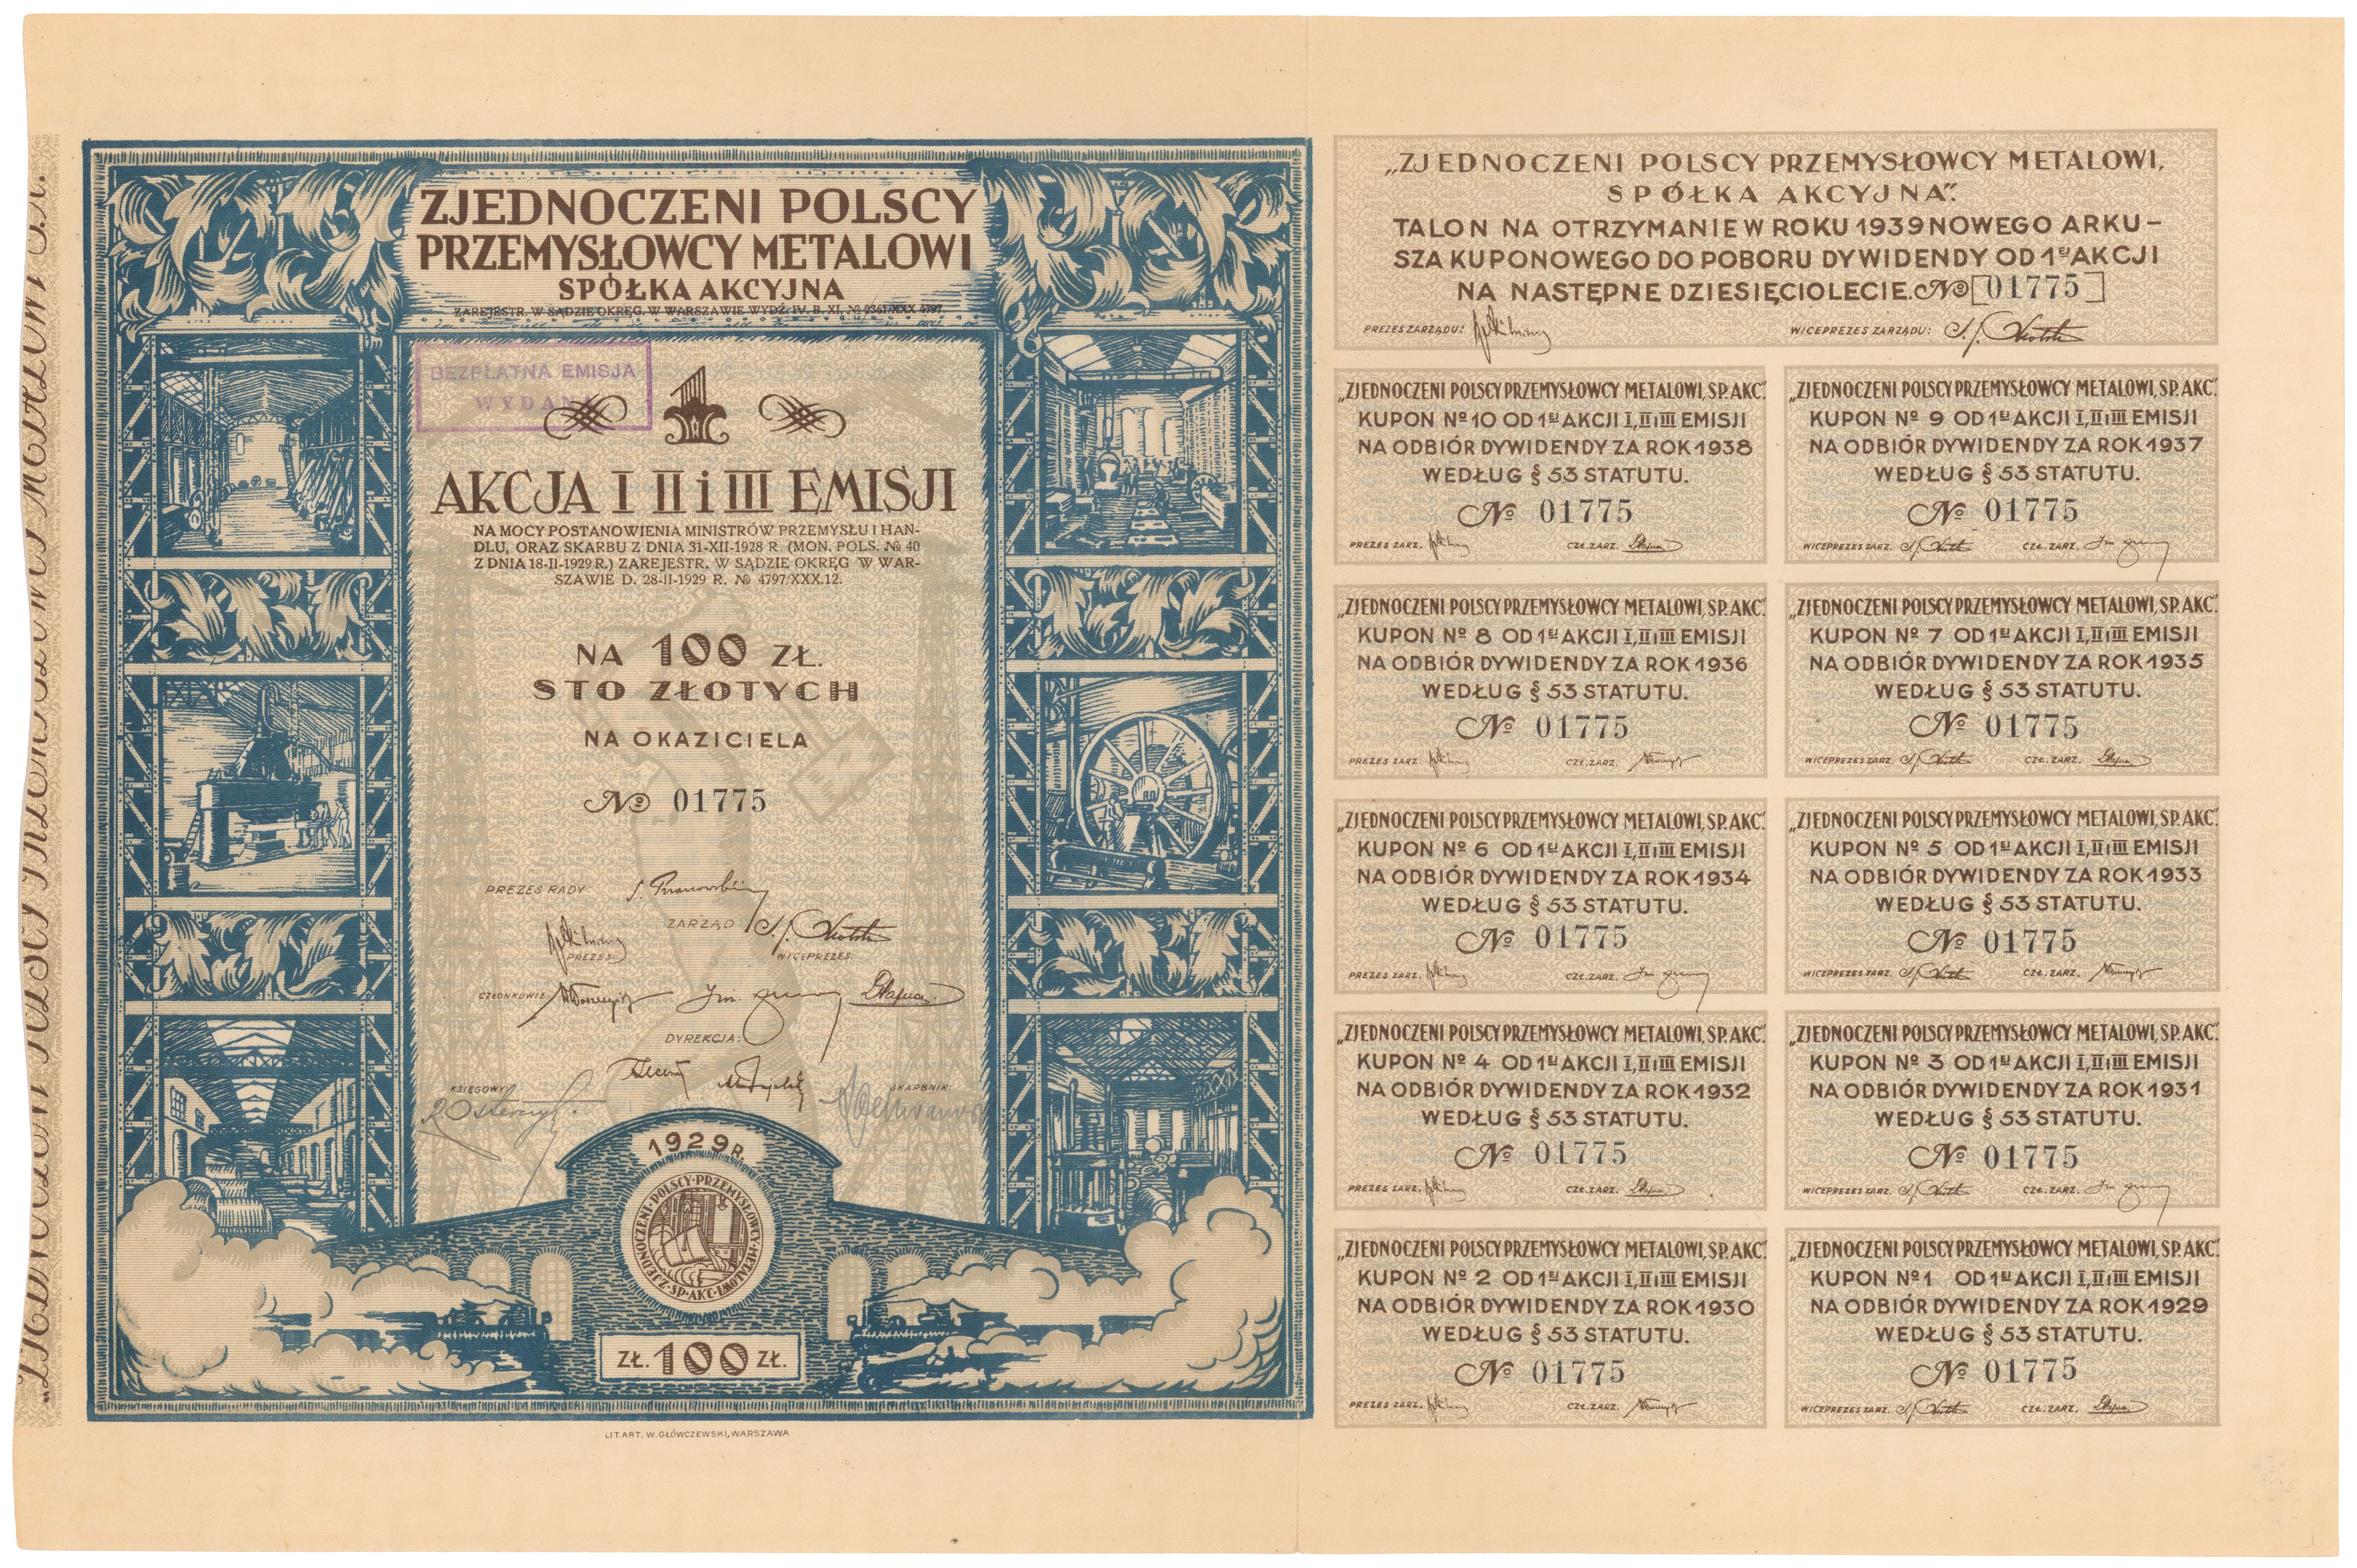 ZJEDNOCZENI POLSCY
PRZEMYSŁOWCY METALOWI
SPÓŁKA AKCYJNA
ZAREJESTR. W SĄDZIE OKRĘG. W WARSZAWIE WYDZ. IV. B. XI. № 2361/XXX 4797
BEZPŁATNA EMISJA
WYDANA
1
AKCJA I II i III EMISJI
NA MOCY POSTANOWIENIA MINISTRÓW PRZEMYSŁU I HAN-
DLU, ORAZ SKARBU Z DNIA 31-XII-1928 R. (MON. POLS. № 40
Z DNIA 18-II-1929 R.) ZAREJESTR. W SĄDZIE OKRĘG W WAR-
SZAWIE D. 28-II-1929 R. № 4797/XXX.12.
NA 100 ZŁ.
STO ZŁOTYCH
NA OKAZICIELA
№ 01775
PREZES RADY:
ZARZĄD
PREZES:
WICEPREZES:
CZŁONKOWIE
DYREKCJA:
KSIĘGOWY:
SKARBNIK:
1929 R.
ZJEDNOCZENI·POLSCY·PRZEMYSŁOWCY·METALOWI·SP·AKC·
ZŁ. 100 ZŁ.
LIT. ART. W. GŁÓWCZEWSKI, WARSZAWA
„ZJEDNOCZENI POLSCY PRZEMYSŁOWCY METALOWI,
SPÓŁKA AKCYJNA".
TALON NA OTRZYMANIE W ROKU 1939 NOWEGO ARKU-
SZA KUPONOWEGO DO POBORU DYWIDENDY OD 1EJ AKCJI
NA NASTĘPNE DZIESIĘCIOLECIE. № [01775]
PREZES ZARZĄDU: WICEPREZES ZARZĄDU:
„ZJEDNOCZENI POLSCY PRZEMYSŁOWCY METALOWI, SP. AKC."
KUPON № 10 OD 1EJ AKCJI I, II i III EMISJI
NA ODBIÓR DYWIDENDY ZA ROK 1938
WEDŁUG § 53 STATUTU.
№ 01775
PREZES ZARZ. CZŁ. ZARZ.
„ZJEDNOCZENI POLSCY PRZEMYSŁOWCY METALOWI, SP. AKC."
KUPON № 9 OD 1EJ AKCJI I, II i III EMISJI
NA ODBIÓR DYWIDENDY ZA ROK 1937
WEDŁUG § 53 STATUTU.
№ 01775
WICEPREZES ZARZ. CZŁ. ZARZ.
„ZJEDNOCZENI POLSCY PRZEMYSŁOWCY METALOWI, SP. AKC."
KUPON № 8 OD 1EJ AKCJI I, II i III EMISJI
NA ODBIÓR DYWIDENDY ZA ROK 1936
WEDŁUG § 53 STATUTU.
№ 01775
PREZES ZARZ. CZŁ. ZARZ.
„ZJEDNOCZENI POLSCY PRZEMYSŁOWCY METALOWI, SP. AKC."
KUPON № 7 OD 1EJ AKCJI I, II i III EMISJI
NA ODBIÓR DYWIDENDY ZA ROK 1935
WEDŁUG § 53 STATUTU.
№ 01775
WICEPREZES ZARZ. CZŁ. ZARZ.
„ZJEDNOCZENI POLSCY PRZEMYSŁOWCY METALOWI, SP. AKC."
KUPON № 6 OD 1EJ AKCJI I, II i III EMISJI
NA ODBIÓR DYWIDENDY ZA ROK 1934
WEDŁUG § 53 STATUTU.
№ 01775
PREZES ZARZ. CZŁ. ZARZ.
„ZJEDNOCZENI POLSCY PRZEMYSŁOWCY METALOWI, SP. AKC."
KUPON № 5 OD 1EJ AKCJI I, II i III EMISJI
NA ODBIÓR DYWIDENDY ZA ROK 1933
WEDŁUG § 53 STATUTU.
№ 01775
WICEPREZES ZARZ. CZŁ. ZARZ.
„ZJEDNOCZENI POLSCY PRZEMYSŁOWCY METALOWI, SP. AKC."
KUPON № 4 OD 1EJ AKCJI I, II i III EMISJI
NA ODBIÓR DYWIDENDY ZA ROK 1932
WEDŁUG § 53 STATUTU.
№ 01775
PREZES ZARZ. CZŁ. ZARZ.
„ZJEDNOCZENI POLSCY PRZEMYSŁOWCY METALOWI, SP. AKC."
KUPON № 3 OD 1EJ AKCJI I, II i III EMISJI
NA ODBIÓR DYWIDENDY ZA ROK 1931
WEDŁUG § 53 STATUTU.
№ 01775
WICEPREZES ZARZ. CZŁ. ZARZ.
„ZJEDNOCZENI POLSCY PRZEMYSŁOWCY METALOWI, SP. AKC."
KUPON № 2 OD 1EJ AKCJI I, II i III EMISJI
NA ODBIÓR DYWIDENDY ZA ROK 1930
WEDŁUG § 53 STATUTU.
№ 01775
PREZES ZARZ. CZŁ. ZARZ.
„ZJEDNOCZENI POLSCY PRZEMYSŁOWCY METALOWI, SP. AKC."
KUPON № 1 OD 1EJ AKCJI I, II i III EMISJI
NA ODBIÓR DYWIDENDY ZA ROK 1929
WEDŁUG § 53 STATUTU.
№ 01775
WICEPREZES ZARZ. CZŁ. ZARZ.